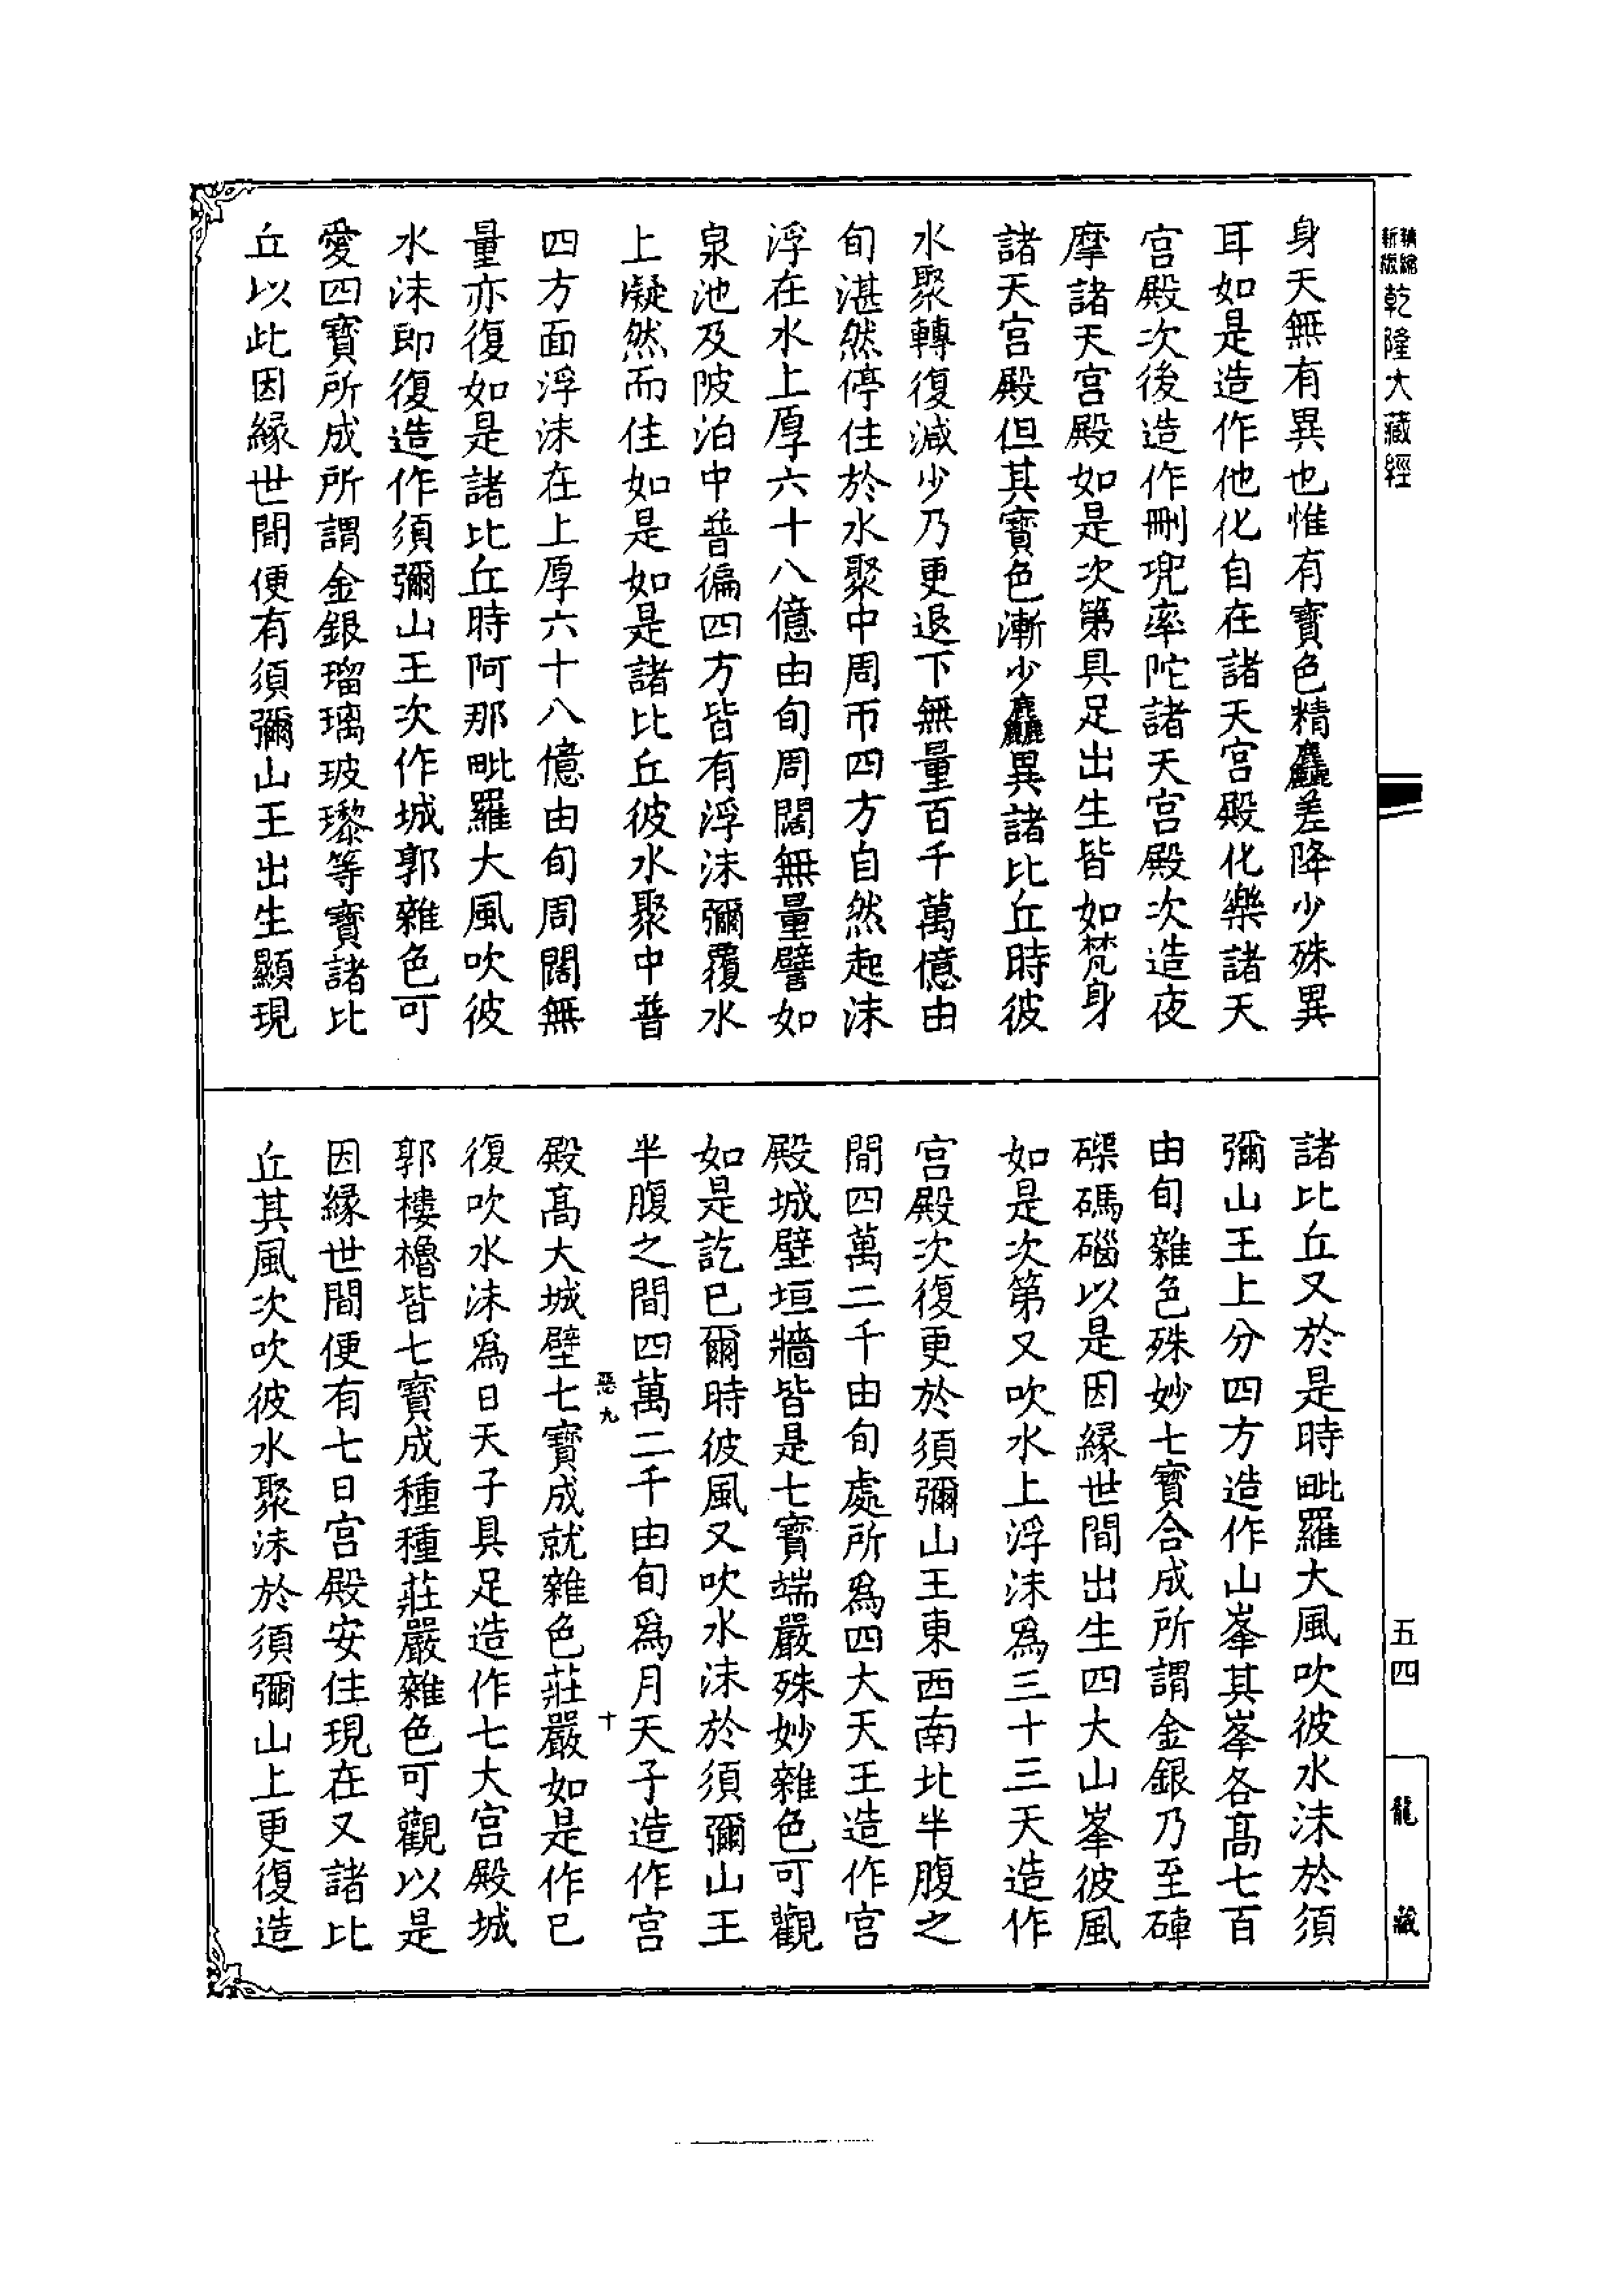 新版
乾隆大藏經
身天無有異也惟有寶色精麤差降少殊異
耳如是造作他化自在諸天宮殿化樂諸天
宮殿次後造作刪兜率陀諸天宮殿次造夜
摩諸天宮殿如是次第具足出生皆如梵身
諸天宮殿但其寶色漸少麤異諸比丘時彼
水聚轉復減少乃更退下無量百千萬億由
旬湛然停住於水聚中周帀四方自然起沫
浮在水上厚六十八億由旬周闊無量譬如
泉池及陂泊中普徧四方皆有浮沫彌覆水
上凝然而住如是如是諸比丘彼水聚中普
四方面浮沫在上厚六十八億由旬周闊無
量亦復如是諸比丘時阿那毗羅大風吹彼
水沫即復造作須彌山王次作城郭雜色可
愛四寶所成所謂金銀瑠璃玻瓈等寶諸比
丘以此因緣世間便有須彌山王出生顯現
諸比丘又於是時毗羅大風吹彼水沫於須
彌山王上分四方造作山峯其峯各高七百
由旬雜色殊妙七寶合成所謂金銀乃至硨
磲碼碯以是因緣世間出生四大山峯彼風
如是次第又吹水上浮沫爲三十三天造作
宮殿次復更於須彌山王東西南北半腹之
間四萬二千由旬處所爲四大天王造作宮
殿城壁垣牆皆是七寶端嚴殊妙雜色可觀
如是訖已爾時彼風又吹水沫於須彌山王
半腹之間四萬二千由旬爲月天子造作宮
惡九
十
殿高大城壁七寶成就雜色莊嚴如是作已
復吹水沫爲日天子具足造作七大宮殿城
郭樓櫓皆七寶成種種莊嚴雜色可觀以是
因緣世間便有七日宮殿安住現在又諸比
丘其風次吹彼水聚沫於須彌山上更復造
五四
龍藏